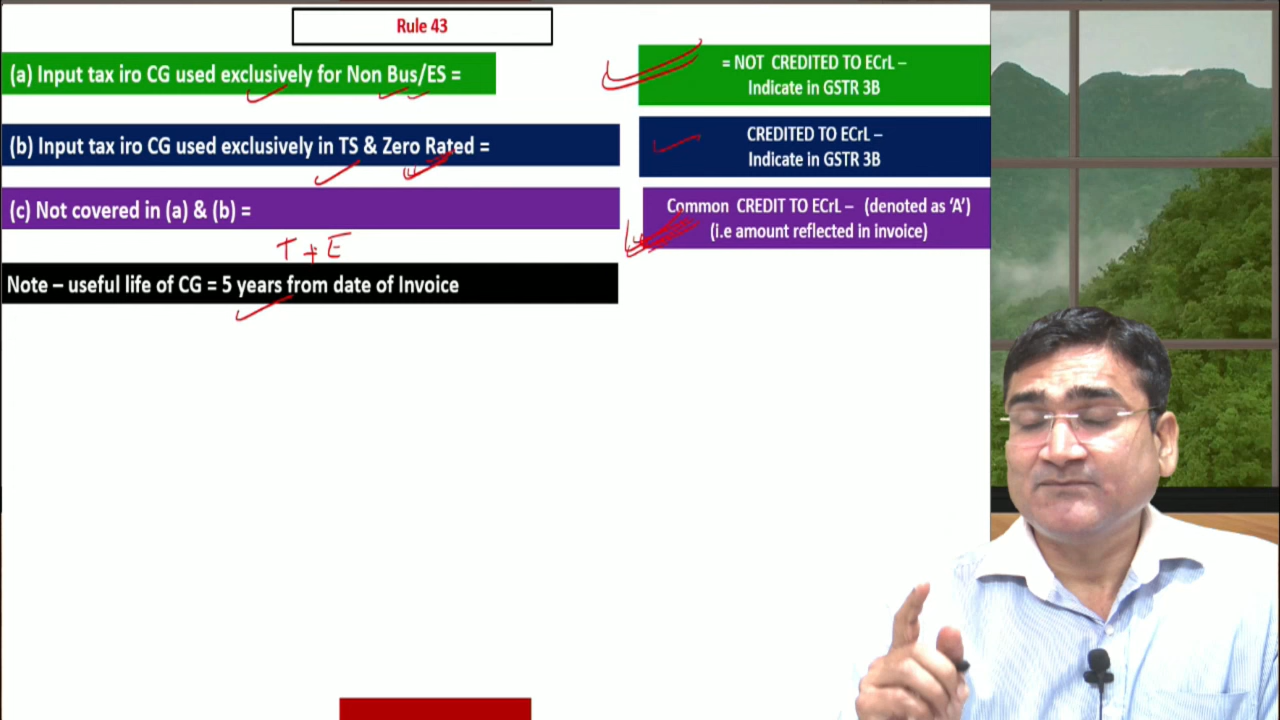 Rule 43
(a) Input tax iro CG used exclusively for Non Bus/ES =
= NOT CREDITED TO ECrL –
Indicate in GSTR 3B
(b) Input tax iro CG used exclusively in TS & Zero Rated =
CREDITED TO ECrL –
Indicate in GSTR 3B
(c) Not covered in (a) & (b) =
Common CREDIT TO ECrL – (denoted as ‘A’)
(i.e amount reflected in invoice)
T + E
Note – useful life of CG = 5 years from date of Invoice